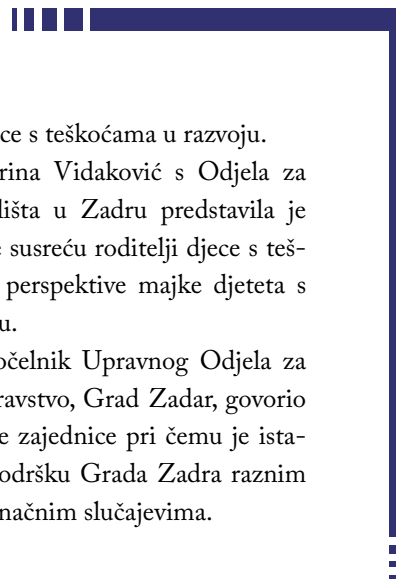 ce s teškoćama u razvoju.
rina Vidaković s Odjela za
lišta u Zadru predstavila je
e susreću roditelji djece s teš-
perspektive majke djeteta s
u.
očelnik Upravnog Odjela za
ravstvo, Grad Zadar, govorio
e zajednice pri čemu je ista-
odršku Grada Zadra raznim
načnim slučajevima.